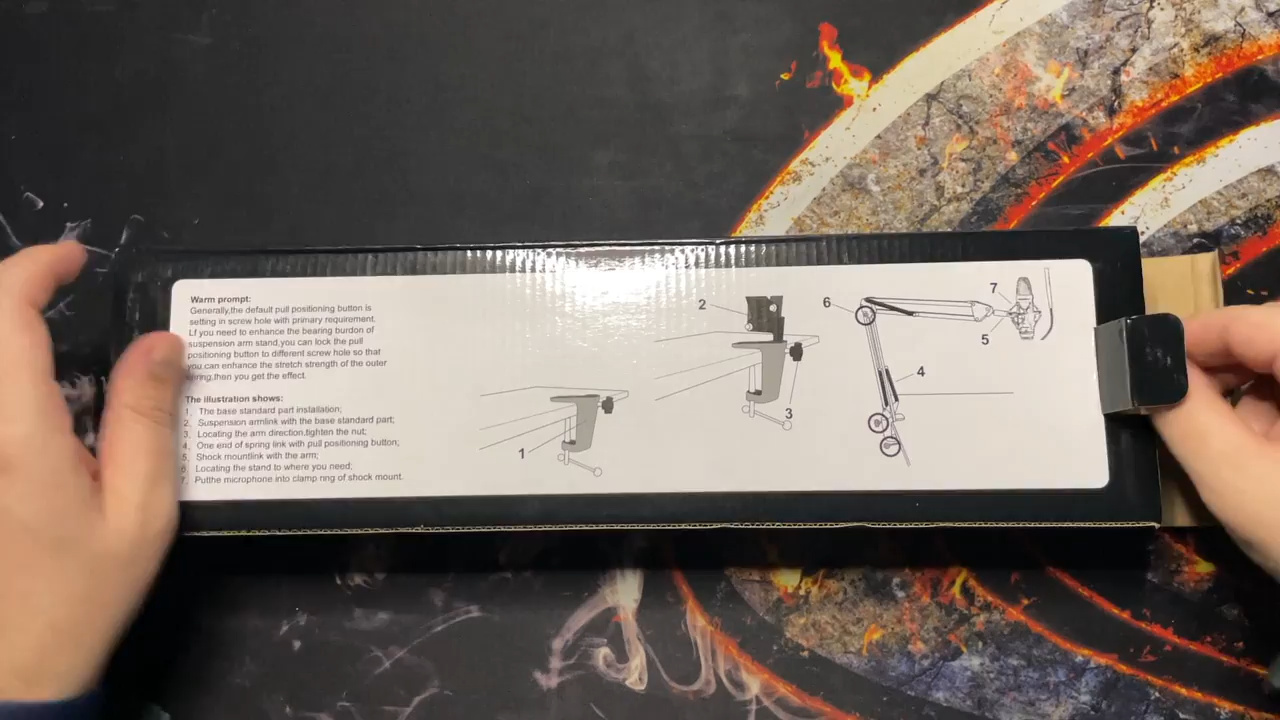 Warm prompt:
Generally,the default pull positioning button is
setting in screw hole with primary requirement.
Lf you need to enhance the bearing burdon of
suspension arm stand,you can lock the pull
positioning button to different screw hole so that
you can enhance the stretch strength of the outer
spring,then you get the effect.
The illustration shows:
1、The base standard part installation;
2、Suspension armlink with the base standard part;
3、Locating the arm direction,tighten the nut;
4、One end of spring link with pull positioning button;
5、Shock mountlink with the arm;
6、Locating the stand to where you need;
7、Putthe microphone into clamp ring of shock mount.
1
2
3
6
4
7
5